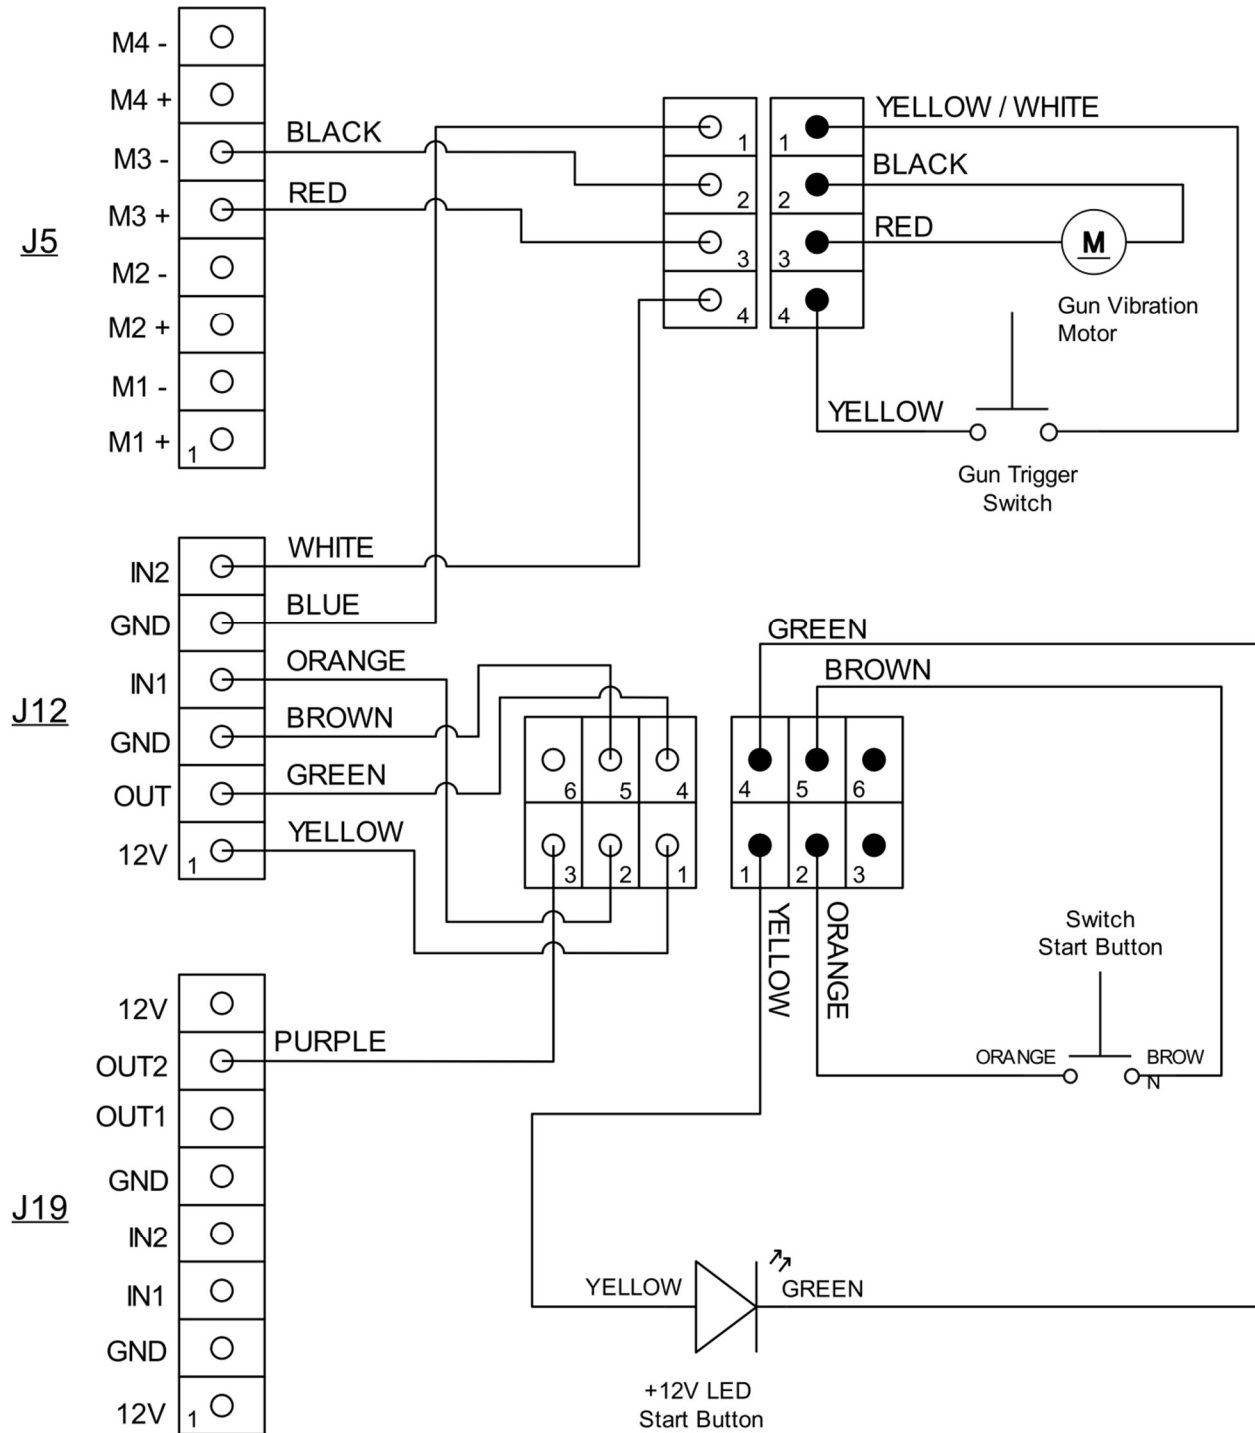 M4 -
M4 +
M3 -
BLACK
M3 +
RED
J5
M2 -
M2 +
M1 -
M1 +
1
1
2
3
4
1
2
3
4
YELLOW / WHITE
BLACK
RED
M
Gun Vibration
Motor
YELLOW
Gun Trigger
Switch
IN2
WHITE
GND
BLUE
IN1
ORANGE
J12
GND
BROWN
OUT
GREEN
12V
1
YELLOW
6
5
4
3
2
1
GREEN
BROWN
4
5
6
1
2
3
YELLOW
ORANGE
Switch
Start Button
ORANGE
BROW
N
12V
OUT2
PURPLE
OUT1
GND
J19
IN2
IN1
GND
12V
1
YELLOW
GREEN
+12V LED
Start Button